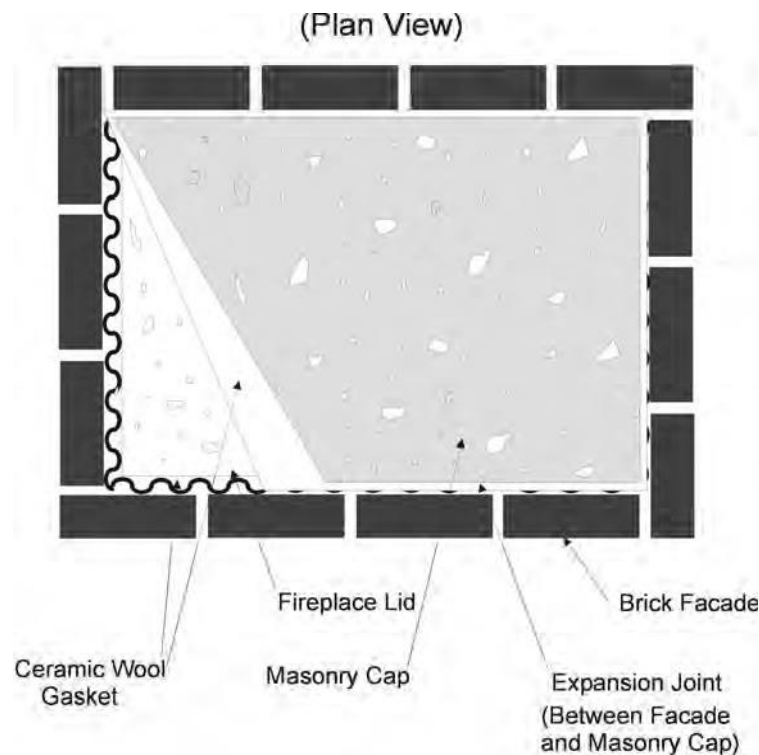 (Plan View)
Fireplace Lid
Brick Facade
Ceramic Wool
Gasket
Masonry Cap
Expansion Joint
(Between Facade
and Masonry Cap)